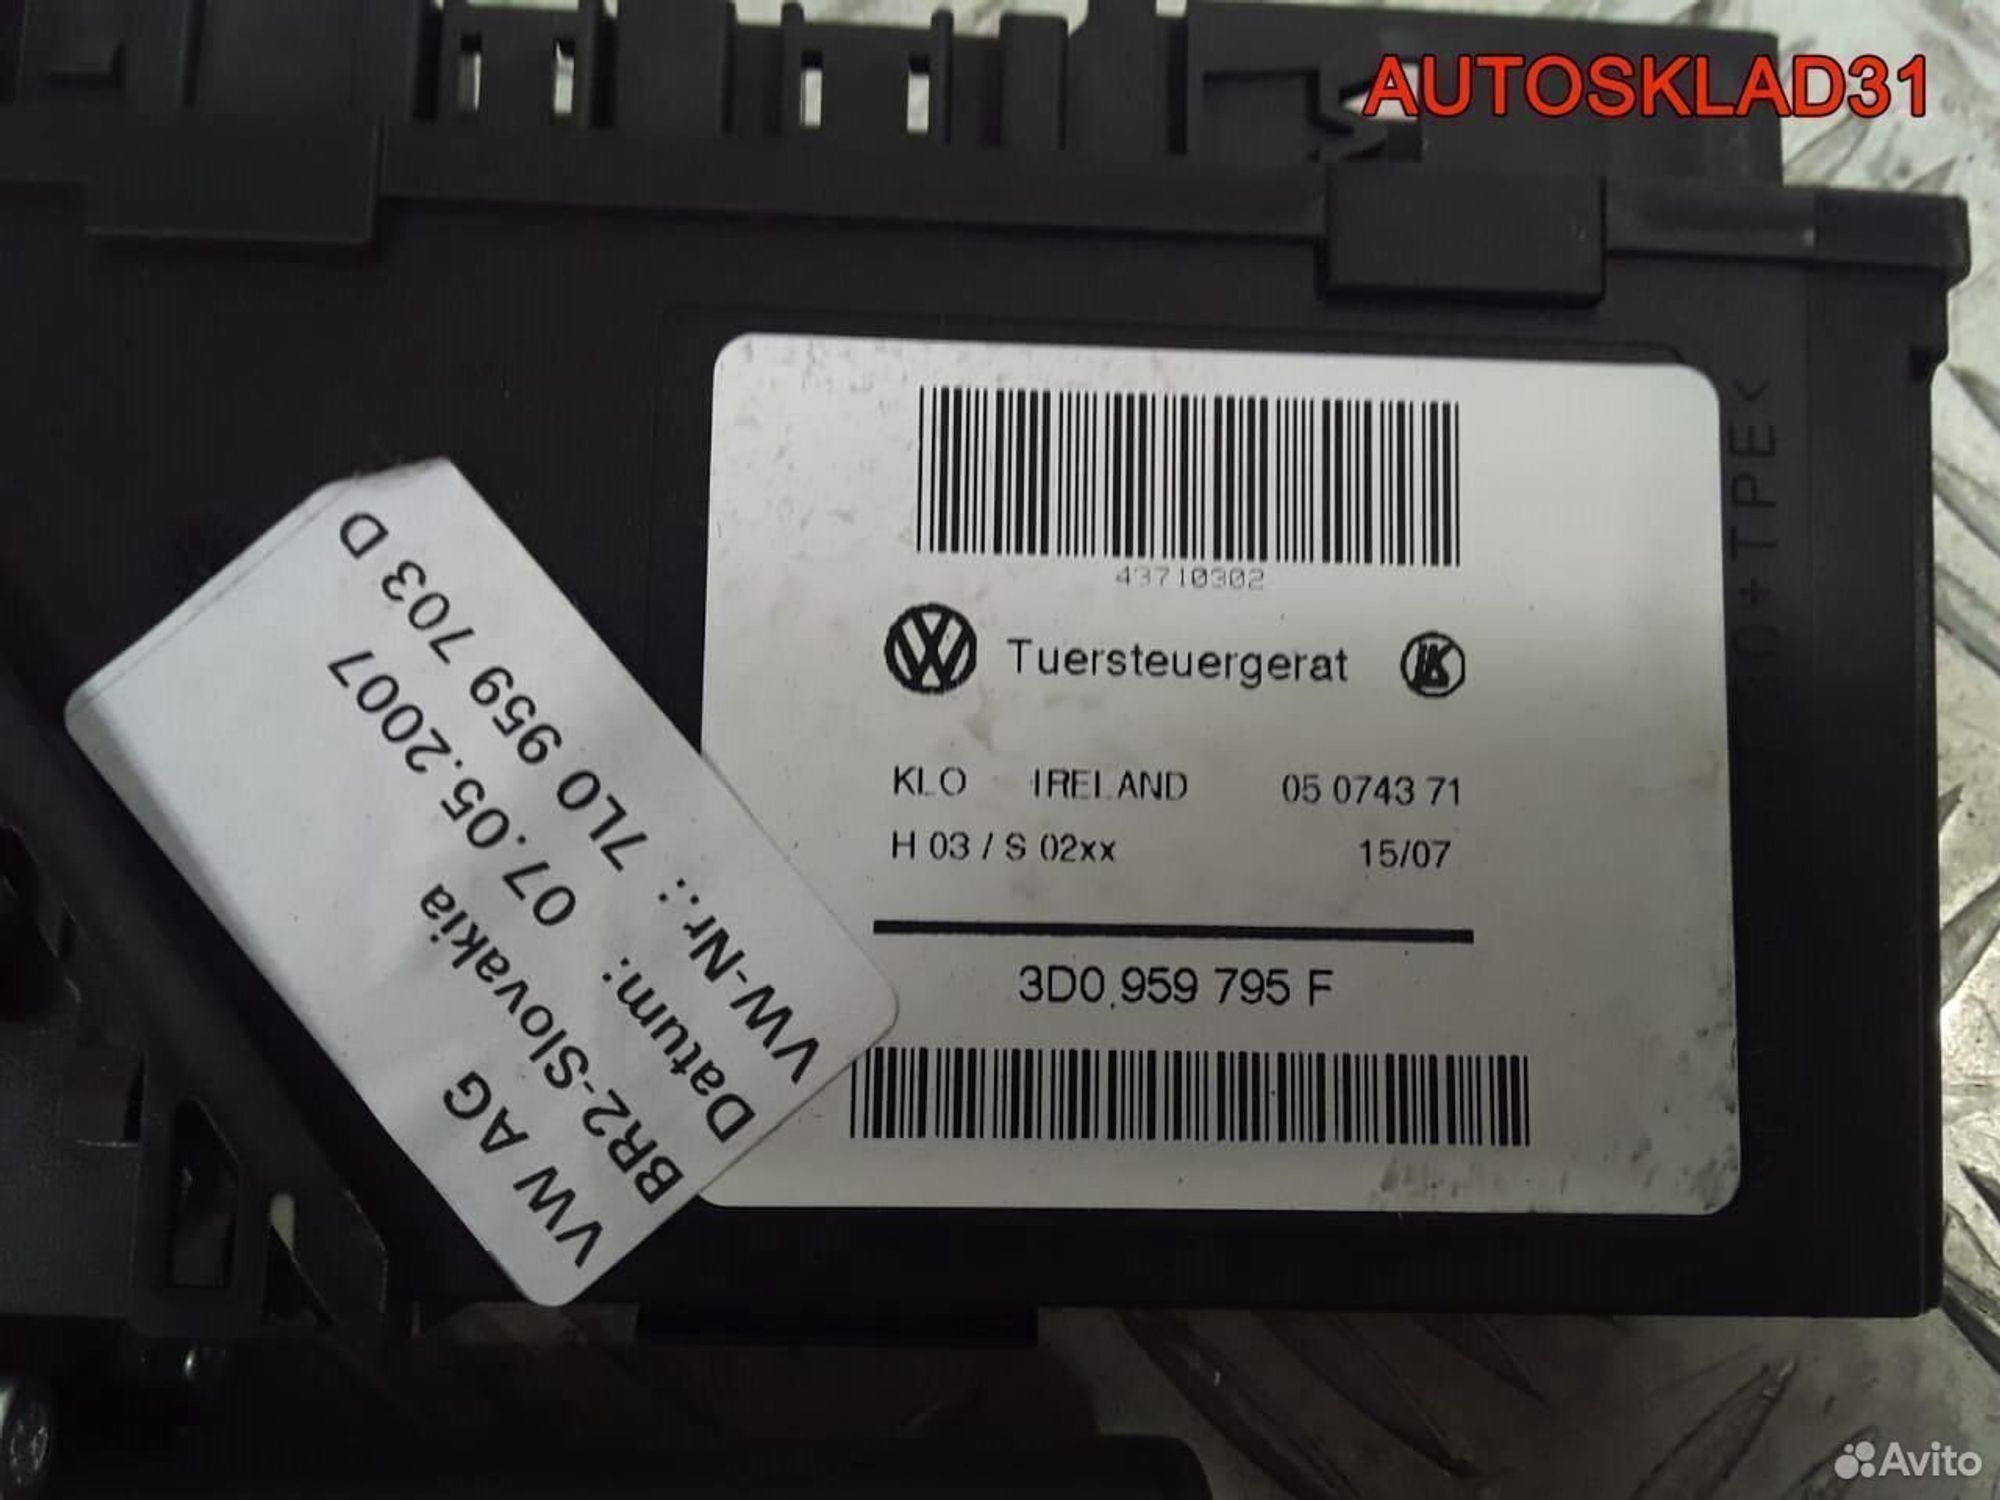 AUTOSKLAD31
43710302
Tuersteuergerat
KLO IRELAND 05 0743 71
H 03 / S 02xx 15/07
3D0 959 795 F
VW AG
BR2-Slovakia
Datum: 07.05.2007
VW-Nr.: 7L0 959 703 D
Avito